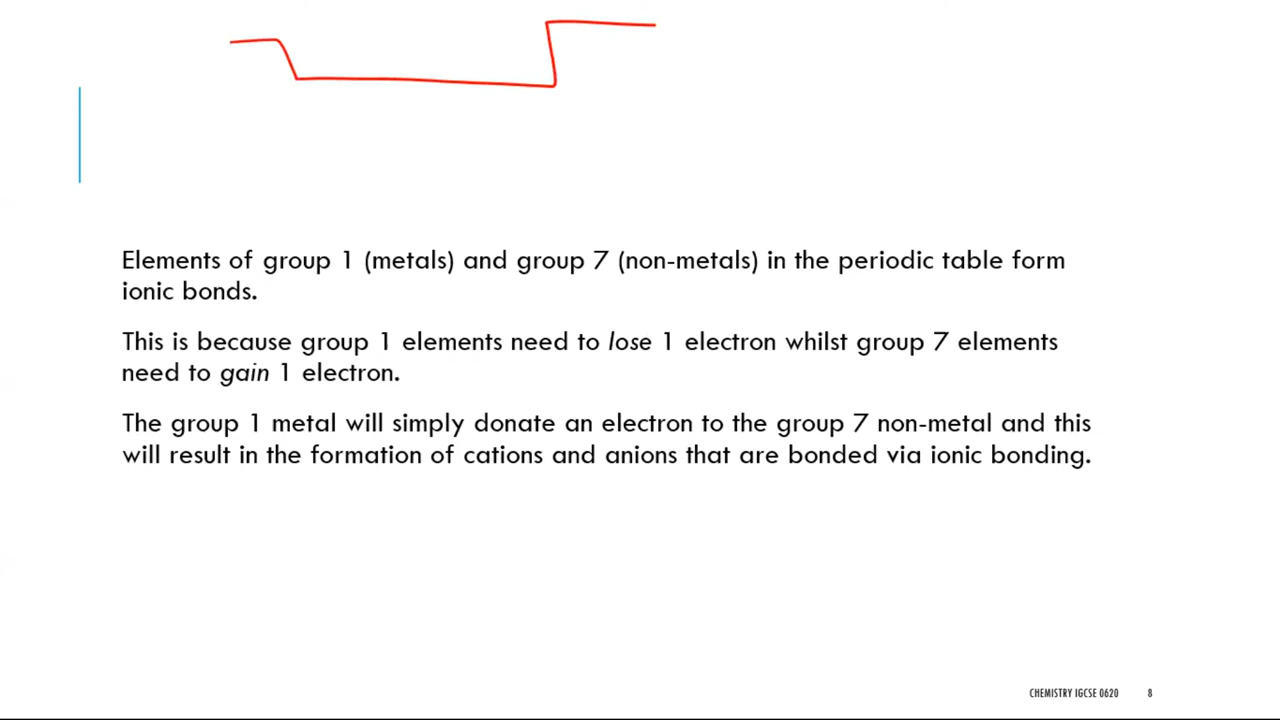 Elements of group 1 (metals) and group 7 (non-metals) in the periodic table form
ionic bonds.
This is because group 1 elements need to lose 1 electron whilst group 7 elements
need to gain 1 electron.
The group 1 metal will simply donate an electron to the group 7 non-metal and this
will result in the formation of cations and anions that are bonded via ionic bonding.
CHEMISTRY IGCSE 0620 8